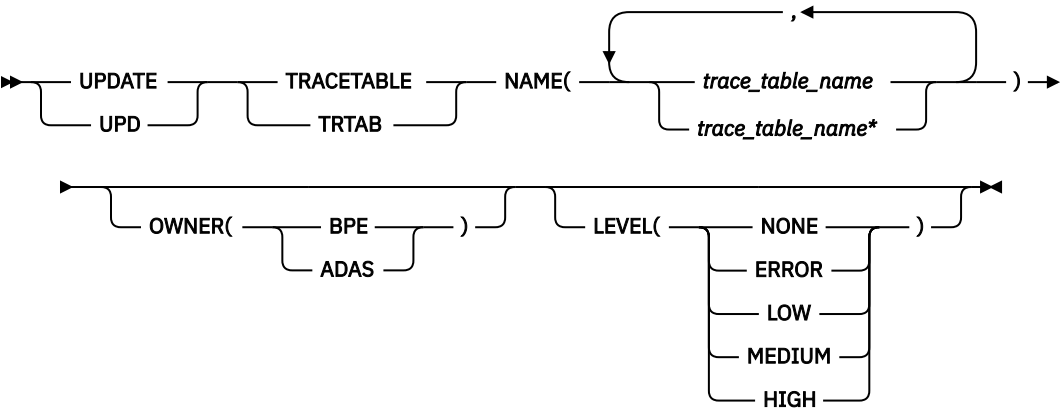 ,
UPDATE TRACETABLE NAME( trace_table_name )
UPD TRTAB trace_table_name*
OWNER( BPE ) LEVEL( NONE )
ADAS ERROR
LOW
MEDIUM
HIGH